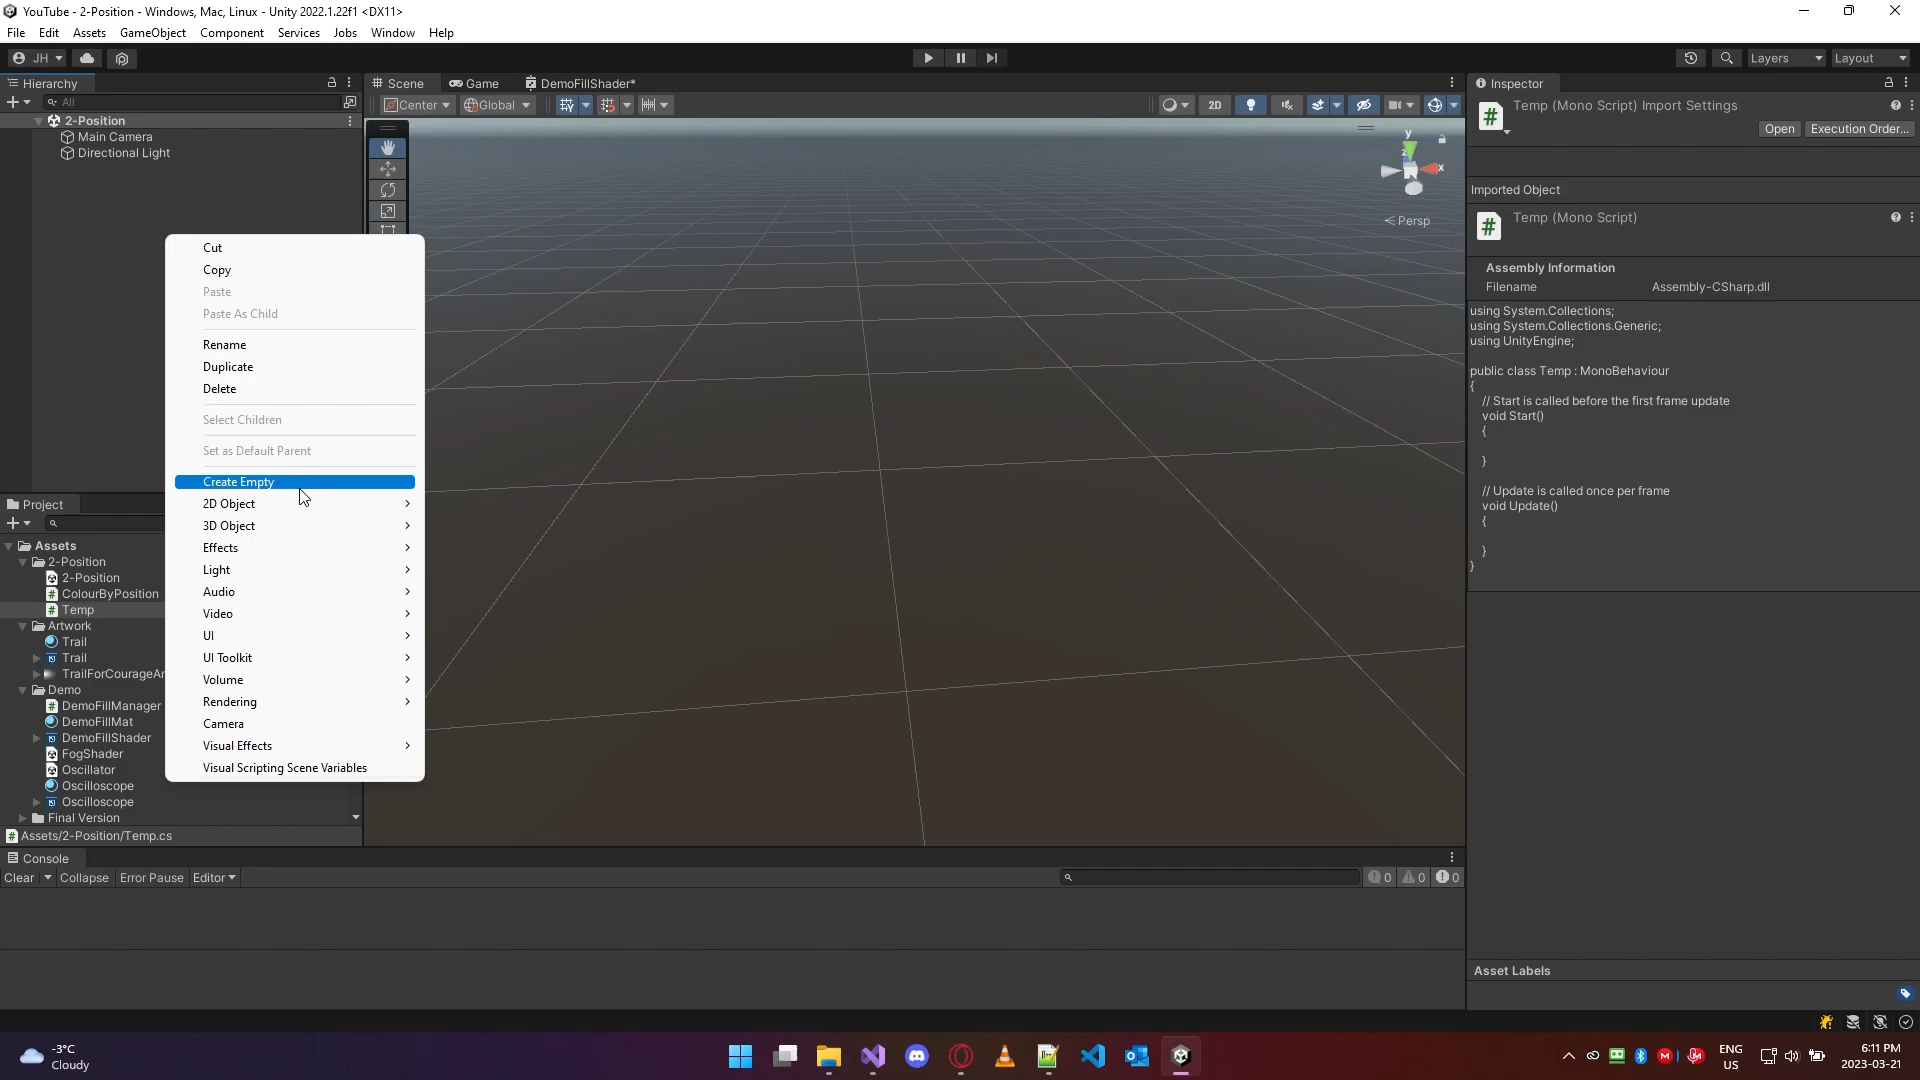 YouTube - 2-Position - Windows, Mac, Linux - Unity 2022.1.22f1 <DX11>
File Edit Assets GameObject Component Services Jobs Window Help
JH
Layers
Layout
Hierarchy
All
2-Position
Main Camera
Directional Light
Scene
Game
DemoFillShader*
Center
Global
2D
y
z
x
Persp
Cut
Copy
Paste
Paste As Child
Rename
Duplicate
Delete
Select Children
Set as Default Parent
Create Empty
2D Object
3D Object
Effects
Light
Audio
Video
UI
UI Toolkit
Volume
Rendering
Camera
Visual Effects
Visual Scripting Scene Variables
Project
Assets
2-Position
2-Position
ColourByPosition
Temp
Artwork
Trail
Trail
TrailForCourageAr
Demo
DemoFillManager
DemoFillMat
DemoFillShader
FogShader
Oscillator
Oscilloscope
Oscilloscope
Final Version
Assets/2-Position/Temp.cs
Console
Clear Collapse Error Pause Editor
0 0 0
Inspector
Temp (Mono Script) Import Settings
Open Execution Order...
Imported Object
Temp (Mono Script)
Assembly Information
Filename Assembly-CSharp.dll
using System.Collections;
using System.Collections.Generic;
using UnityEngine;
public class Temp : MonoBehaviour
{
// Start is called before the first frame update
void Start()
{
}
// Update is called once per frame
void Update()
{
}
}
Asset Labels
-3°C
Cloudy
ENG
US
6:11 PM
2023-03-21